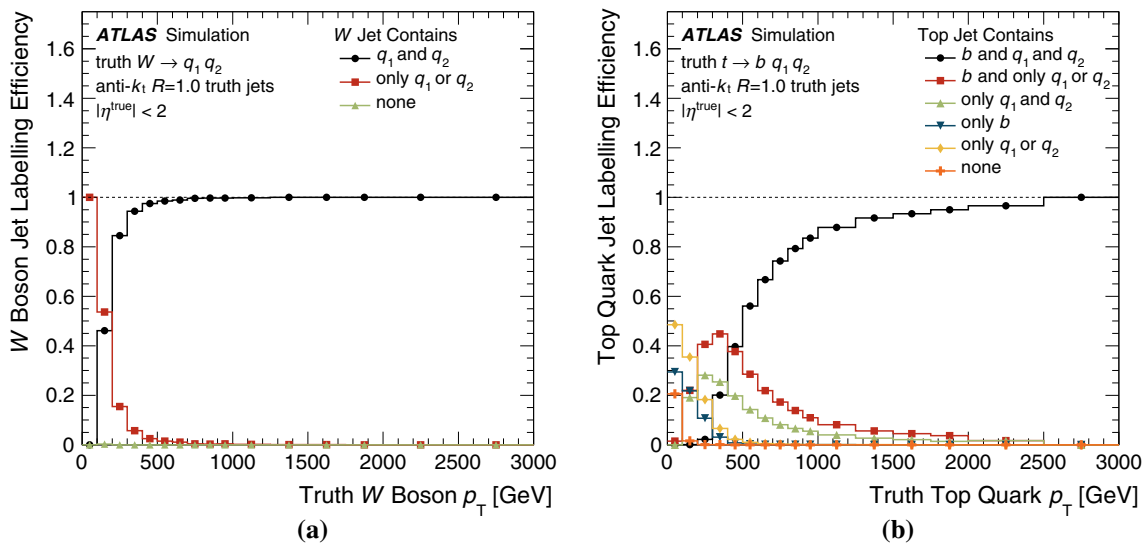 ATLAS Simulation
truth W → q1 q2
anti-kt R=1.0 truth jets
|ηtrue| < 2
W Jet Contains
q1 and q2
only q1 or q2
none
W Boson Jet Labelling Efficiency
1.6
1.4
1.2
1
0.8
0.6
0.4
0.2
0
0 500 1000 1500 2000 2500 3000
Truth W Boson pT [GeV]
(a)
ATLAS Simulation
truth t → b q1 q2
anti-kt R=1.0 truth jets
|ηtrue| < 2
Top Jet Contains
b and q1 and q2
b and only q1 or q2
only q1 and q2
only b
only q1 or q2
none
Top Quark Jet Labelling Efficiency
1.6
1.4
1.2
1
0.8
0.6
0.4
0.2
0
0 500 1000 1500 2000 2500 3000
Truth Top Quark pT [GeV]
(b)